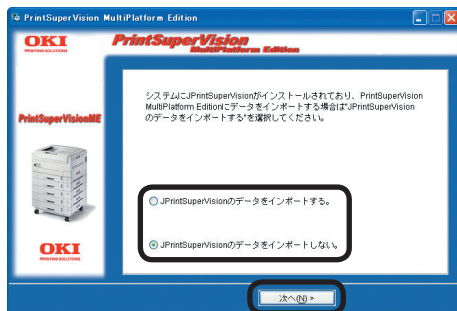 PrintSuperVision MultiPlatform Edition
OKI
PRINTING SOLUTIONS
PrintSuperVision
MultiPlatform Edition
PrintSuperVisionME
システムにJPrintSuperVisionがインストールされており、PrintSuperVision
MultiPlatform Editionにデータをインポートする場合は"JPrintSuperVision
のデータをインポートする"を選択してください。
JPrintSuperVisionのデータをインポートする。
JPrintSuperVisionのデータをインポートしない。
OKI
PRINTING SOLUTIONS
次へ(N) >